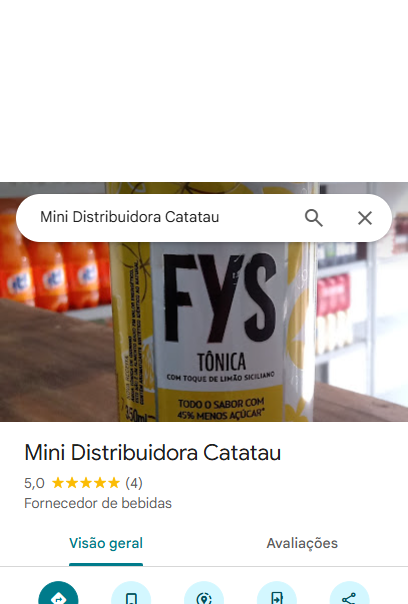 Mini Distribuidora Catatau
FYS
TÔNICA
COM TOQUE DE LIMÃO SICILIANO
TODO O SABOR COM
45% MENOS AÇÚCAR*
350ml
Mini Distribuidora Catatau
5,0 (4)
Fornecedor de bebidas
Visão geral
Avaliações